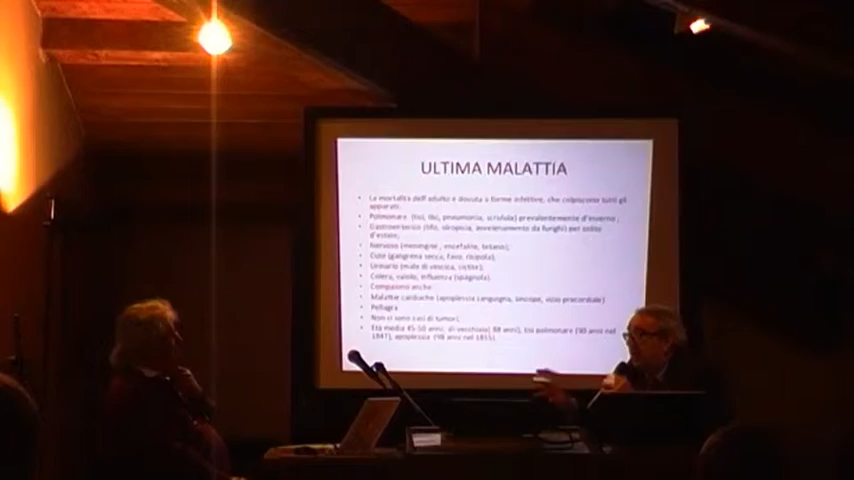 ULTIMA MALATTIA
• La mortalità dell'adulto è dovuta a forme infettive, che colpiscono tutti gli
apparati:
• Polmonare (tisi, tbc, pneumonia, scrofola) prevalentemente d'inverno;
• Gastroenterico (tifo, idropisia, avvelenamento da funghi) per solito
d'estate;
• Nervoso (meningite, encefalite, tetano);
• Cute (gangrena secca, favo, risipola);
• Urinario (male di vescica, cistite);
• Colera, vaiolo, influenza (spagnola).
• Compaiono anche:
• Malattie cardiache (apoplessia sanguigna, sincope, vizio precordiale)
• Pellagra
• Non ci sono casi di tumori.
• Età media 45-50 anni; di vecchiaia( 88 anni), tisi polmonare (90 anni nel
1847), apoplessia (98 anni nel 1855).